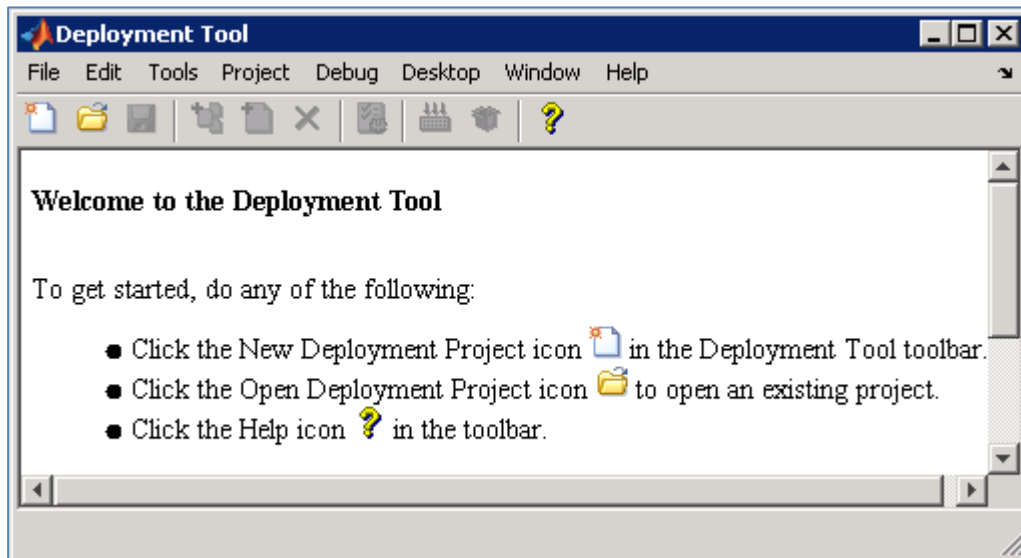 Deployment Tool
File Edit Tools Project Debug Desktop Window Help
Welcome to the Deployment Tool
To get started, do any of the following:
Click the New Deployment Project icon in the Deployment Tool toolbar.
Click the Open Deployment Project icon to open an existing project.
Click the Help icon in the toolbar.